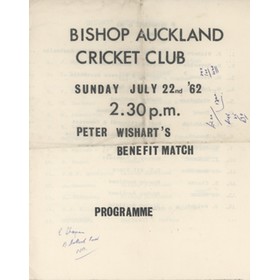 BISHOP AUCKLAND
CRICKET CLUB
SUNDAY JULY 22nd '62
2.30 p.m.
PETER WISHART'S
BENEFIT MATCH
PROGRAMME